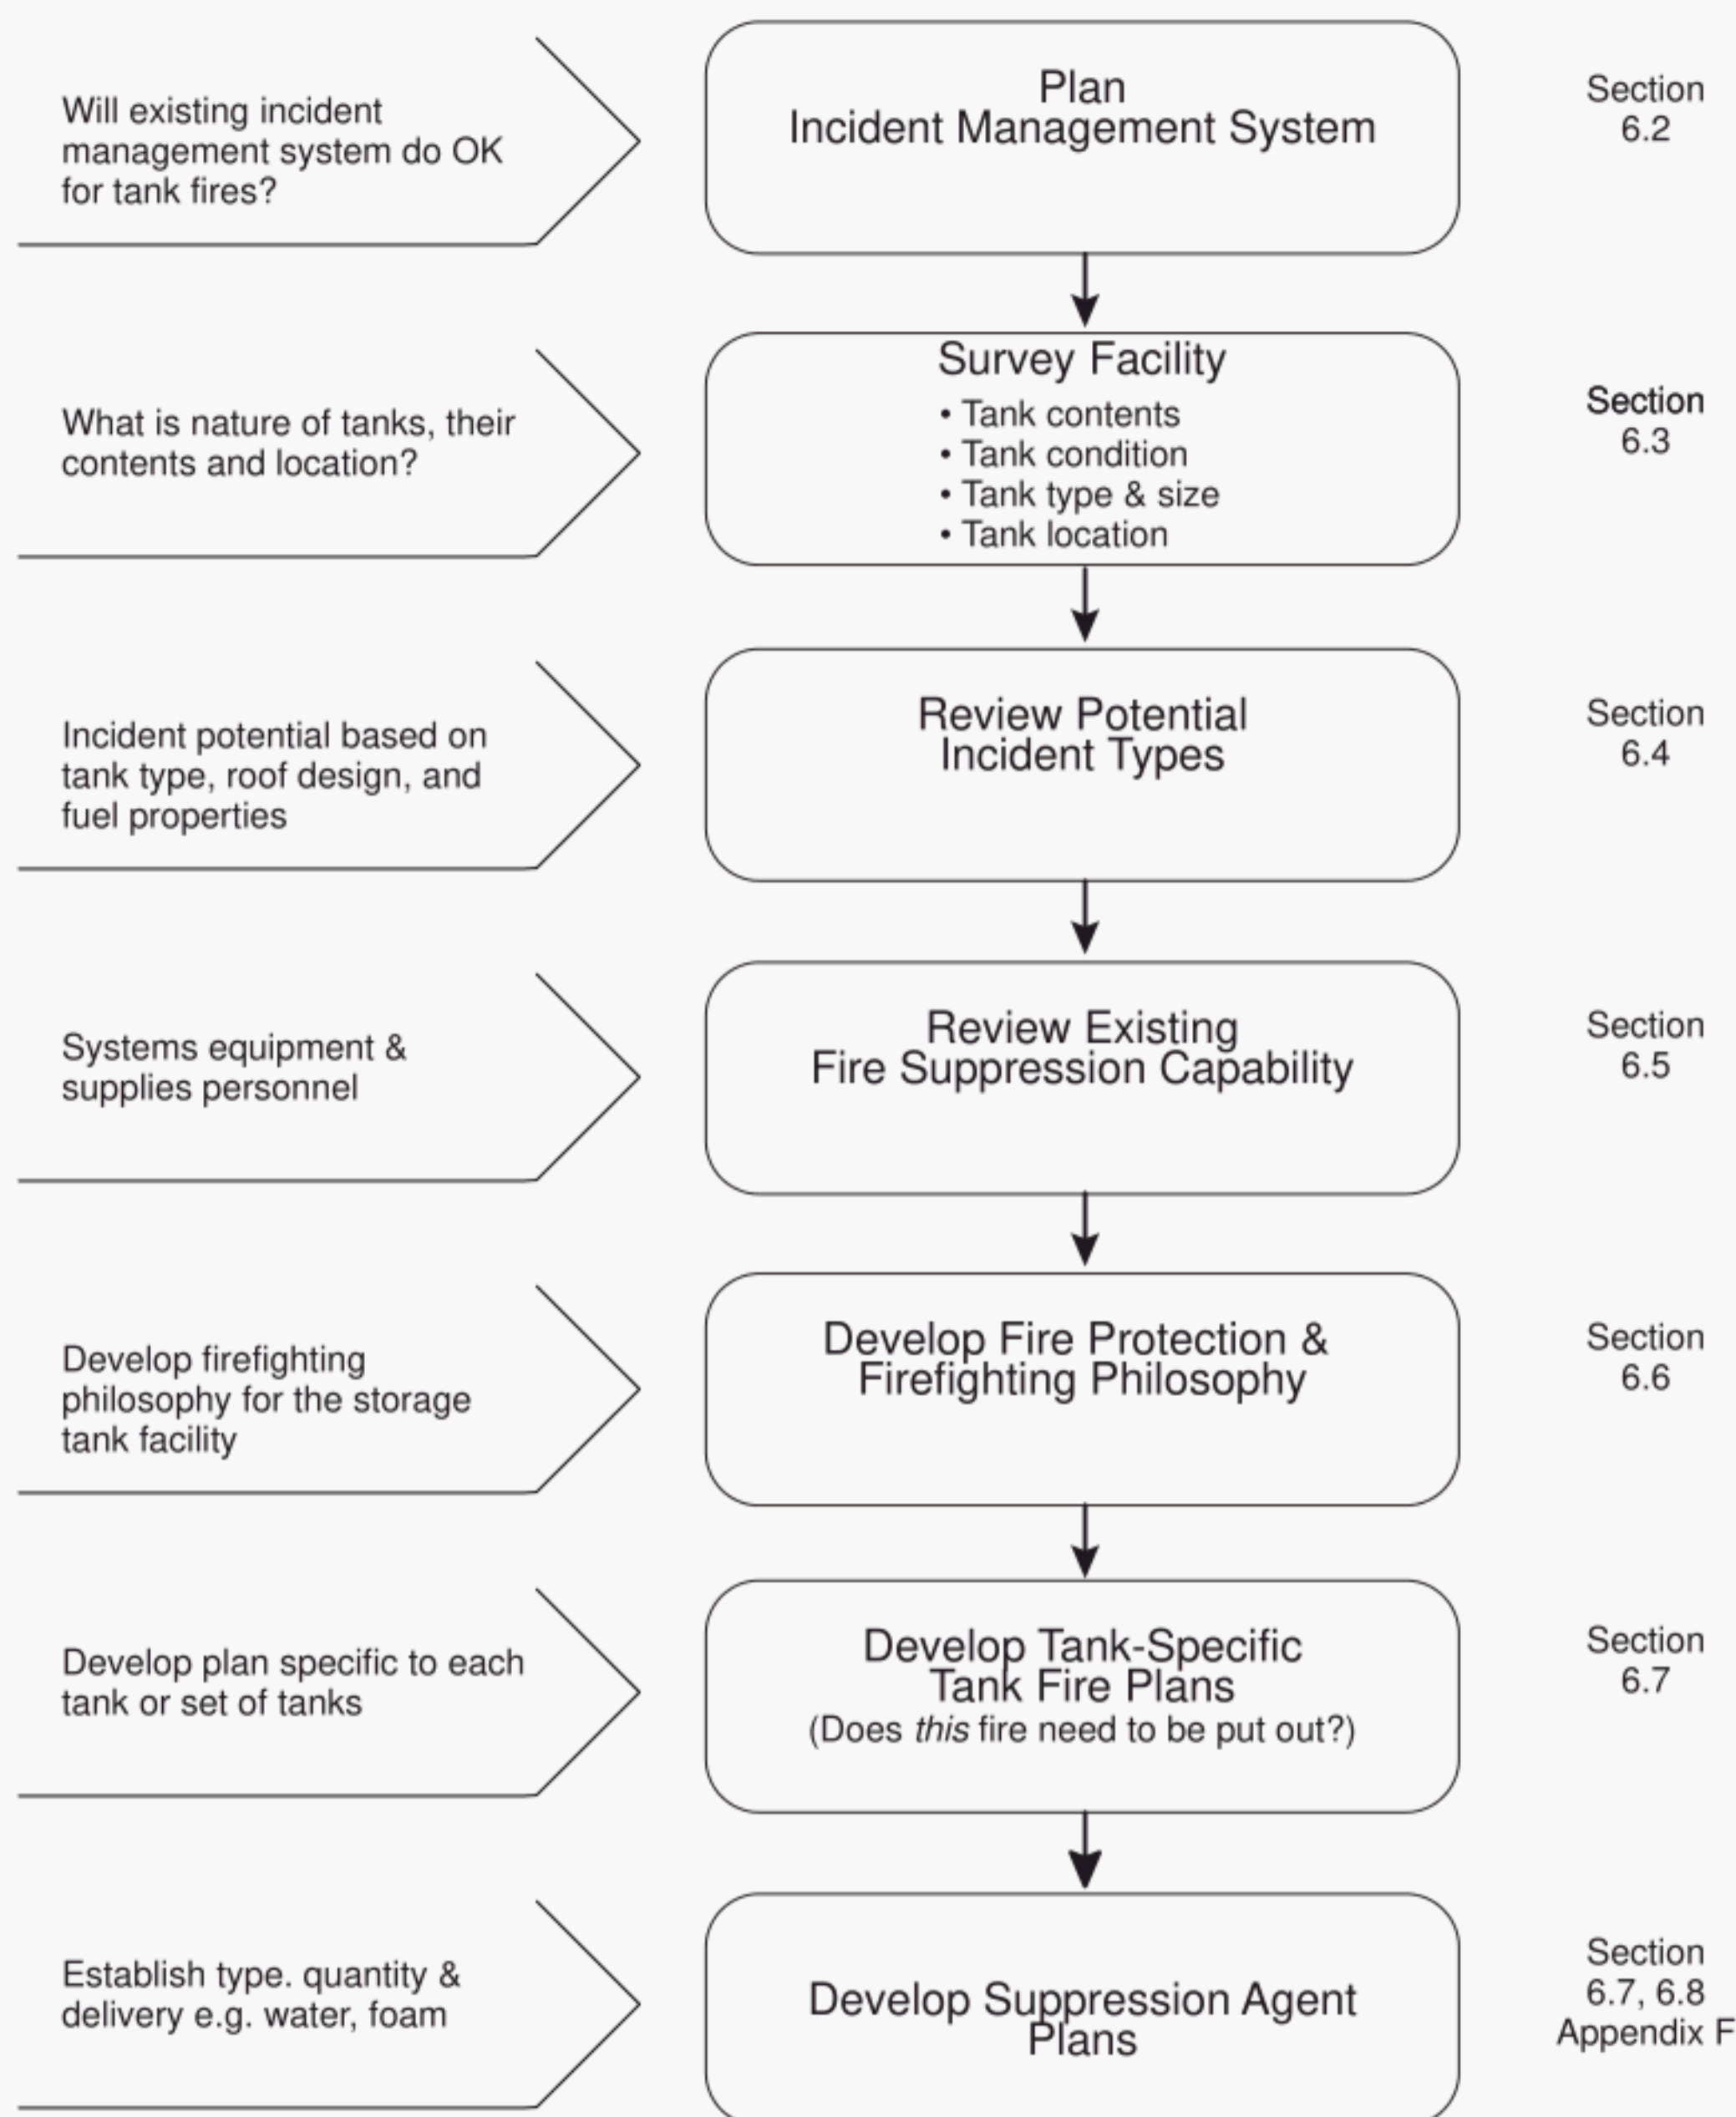 Will existing incident
management system do OK
for tank fires?
Plan
Incident Management System
Section
6.2
What is nature of tanks, their
contents and location?
Survey Facility
• Tank contents
• Tank condition
• Tank type & size
• Tank location
Section
6.3
Incident potential based on
tank type, roof design, and
fuel properties
Review Potential
Incident Types
Section
6.4
Systems equipment &
supplies personnel
Review Existing
Fire Suppression Capability
Section
6.5
Develop firefighting
philosophy for the storage
tank facility
Develop Fire Protection &
Firefighting Philosophy
Section
6.6
Develop plan specific to each
tank or set of tanks
Develop Tank-Specific
Tank Fire Plans
(Does this fire need to be put out?)
Section
6.7
Establish type. quantity &
delivery e.g. water, foam
Develop Suppression Agent
Plans
Section
6.7, 6.8
Appendix F